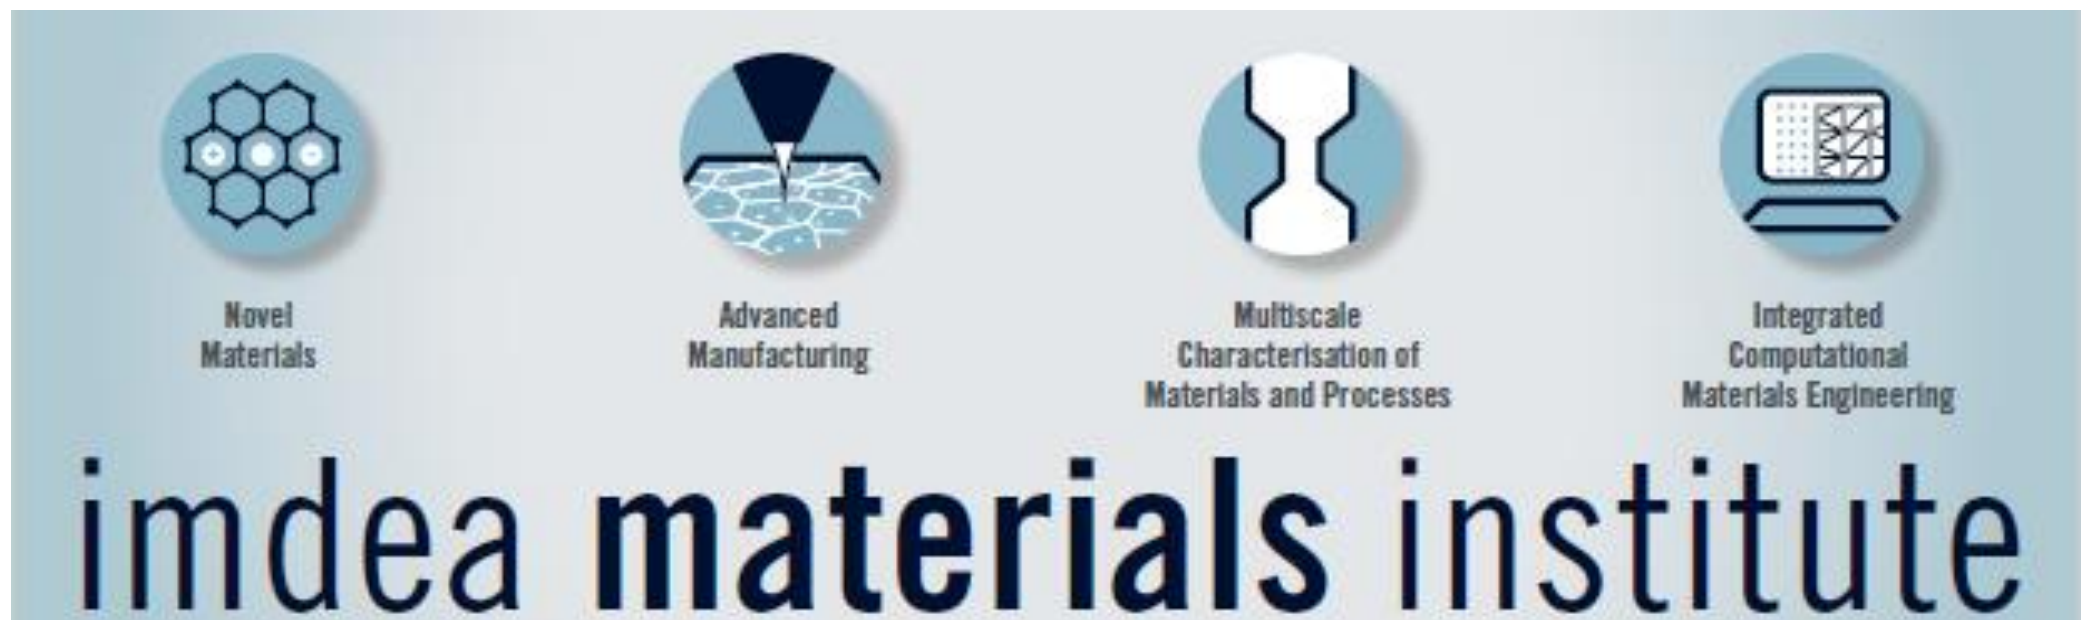 Novel
Materials
Advanced
Manufacturing
Multiscale
Characterisation of
Materials and Processes
Integrated
Computational
Materials Engineering
imdea materials institute